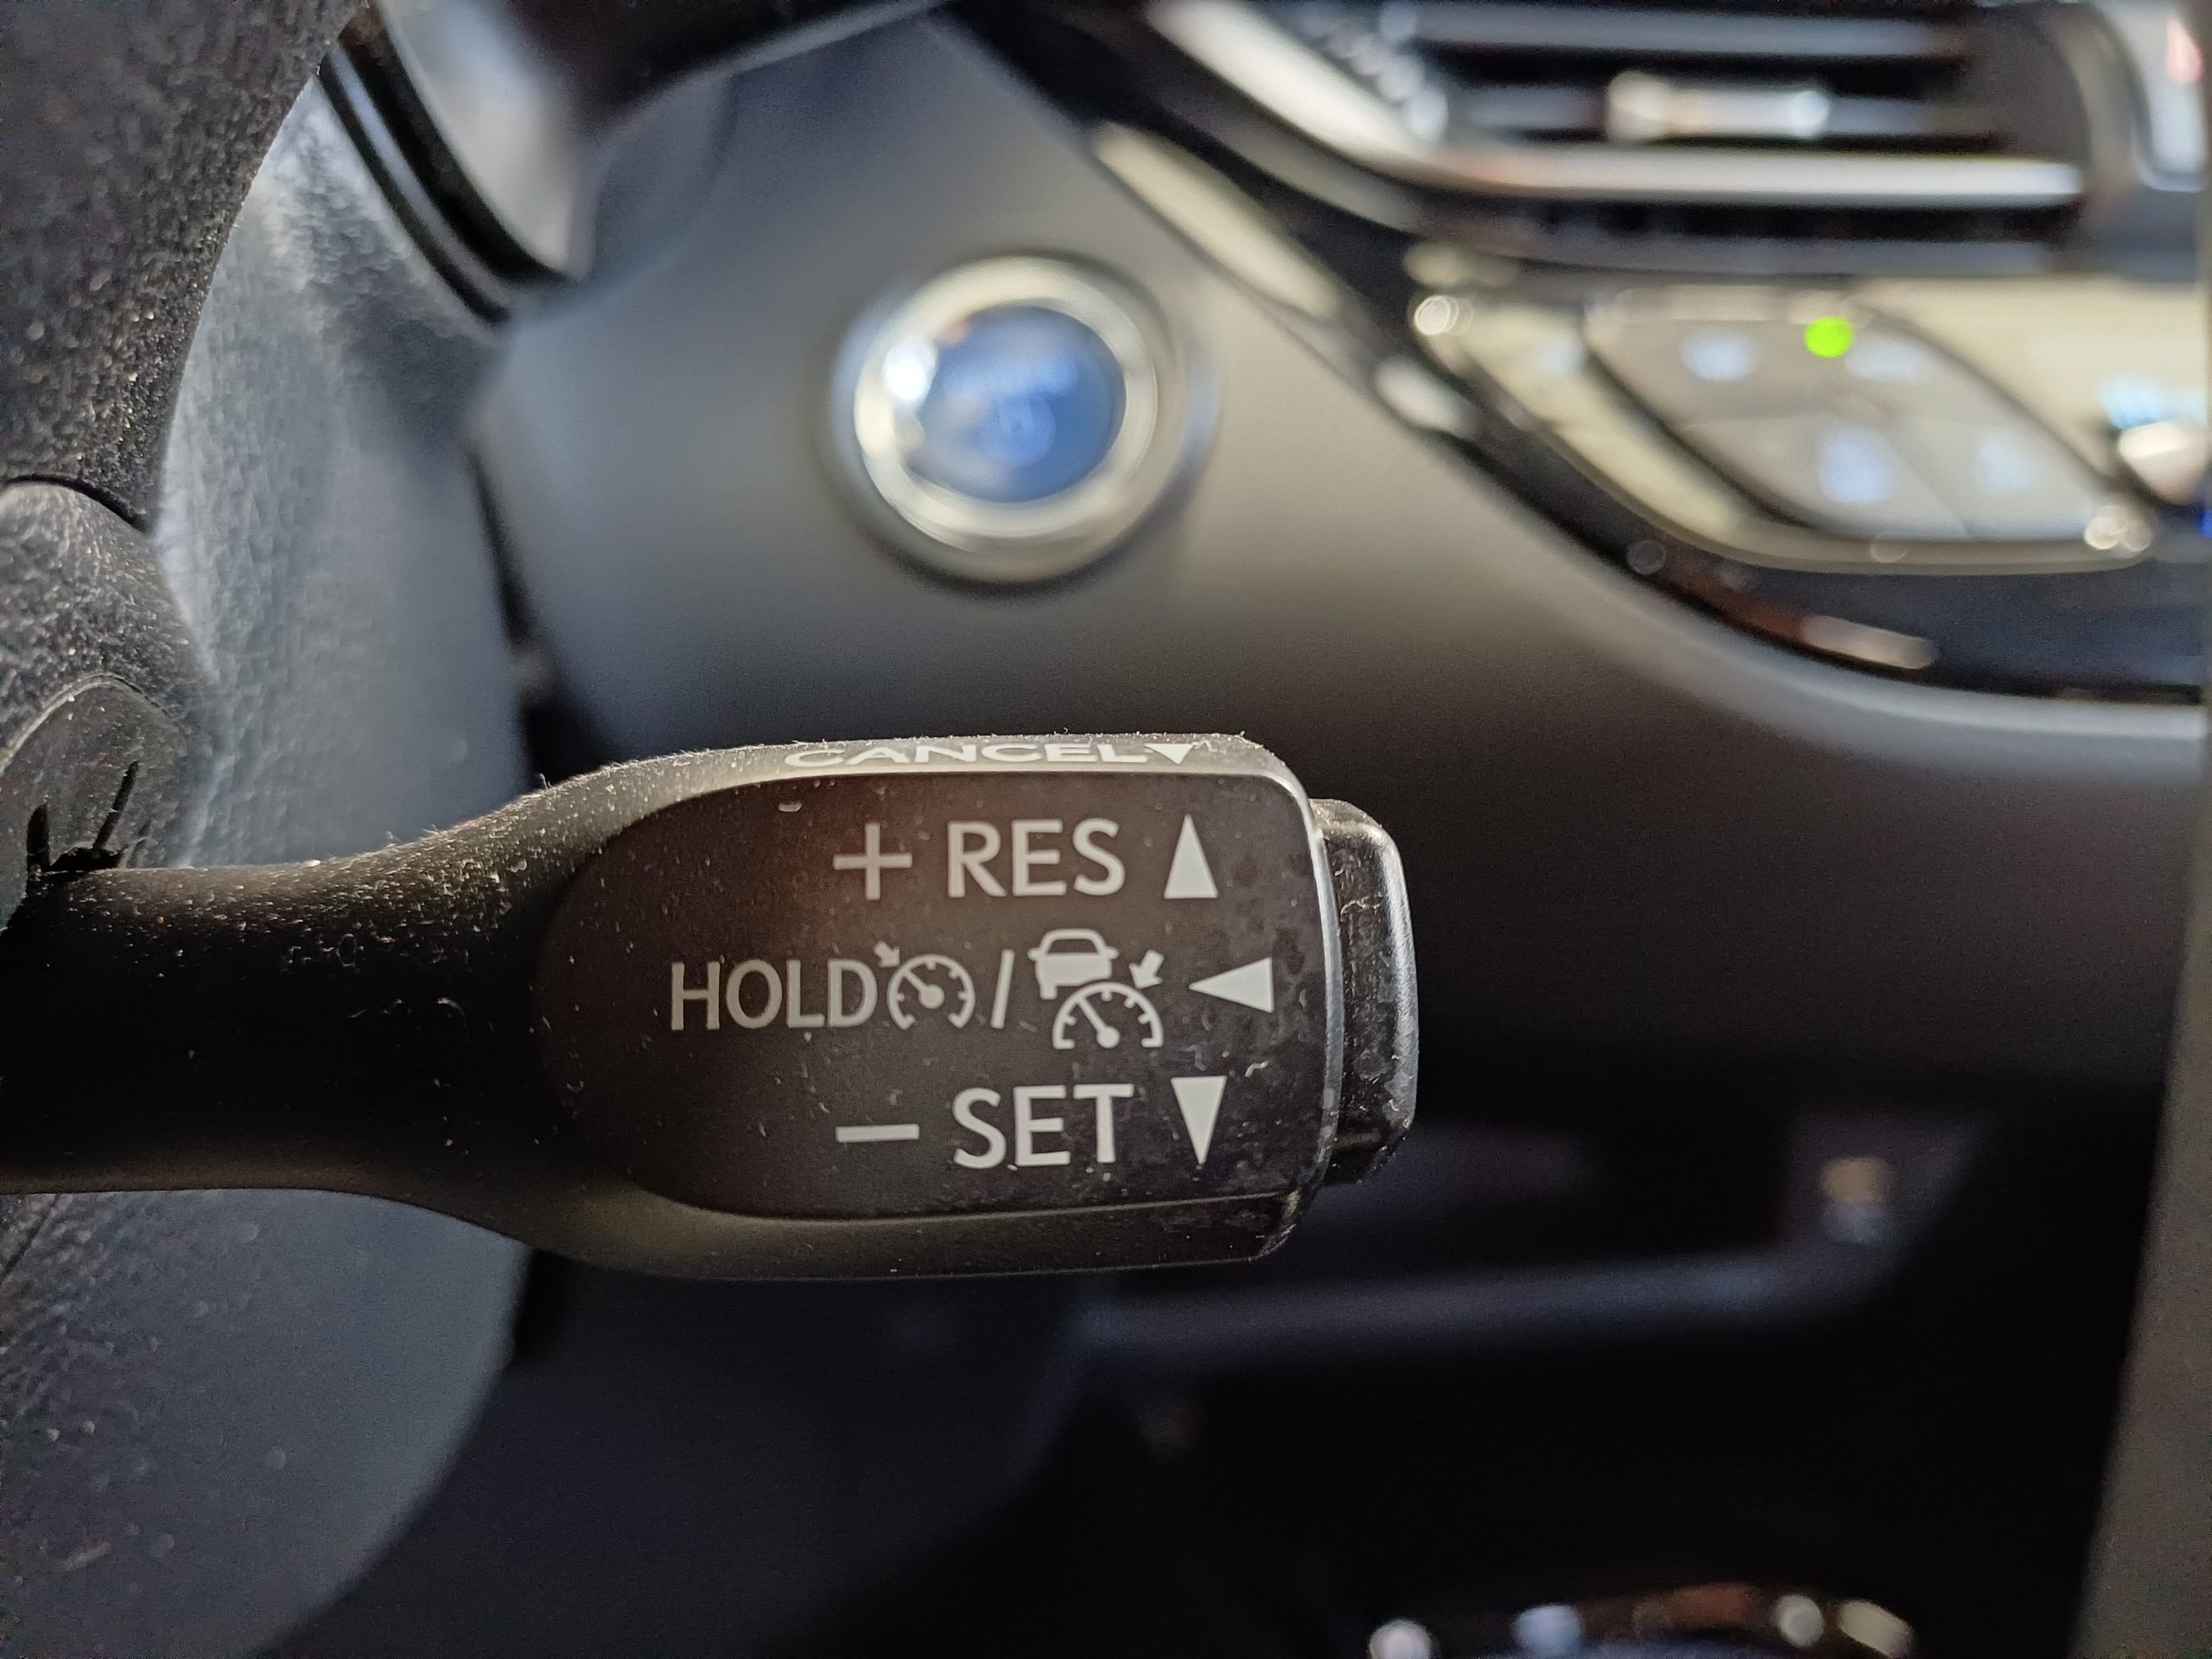 CANCEL▼
+ RES ▲
HOLD / ◀
− SET ▼